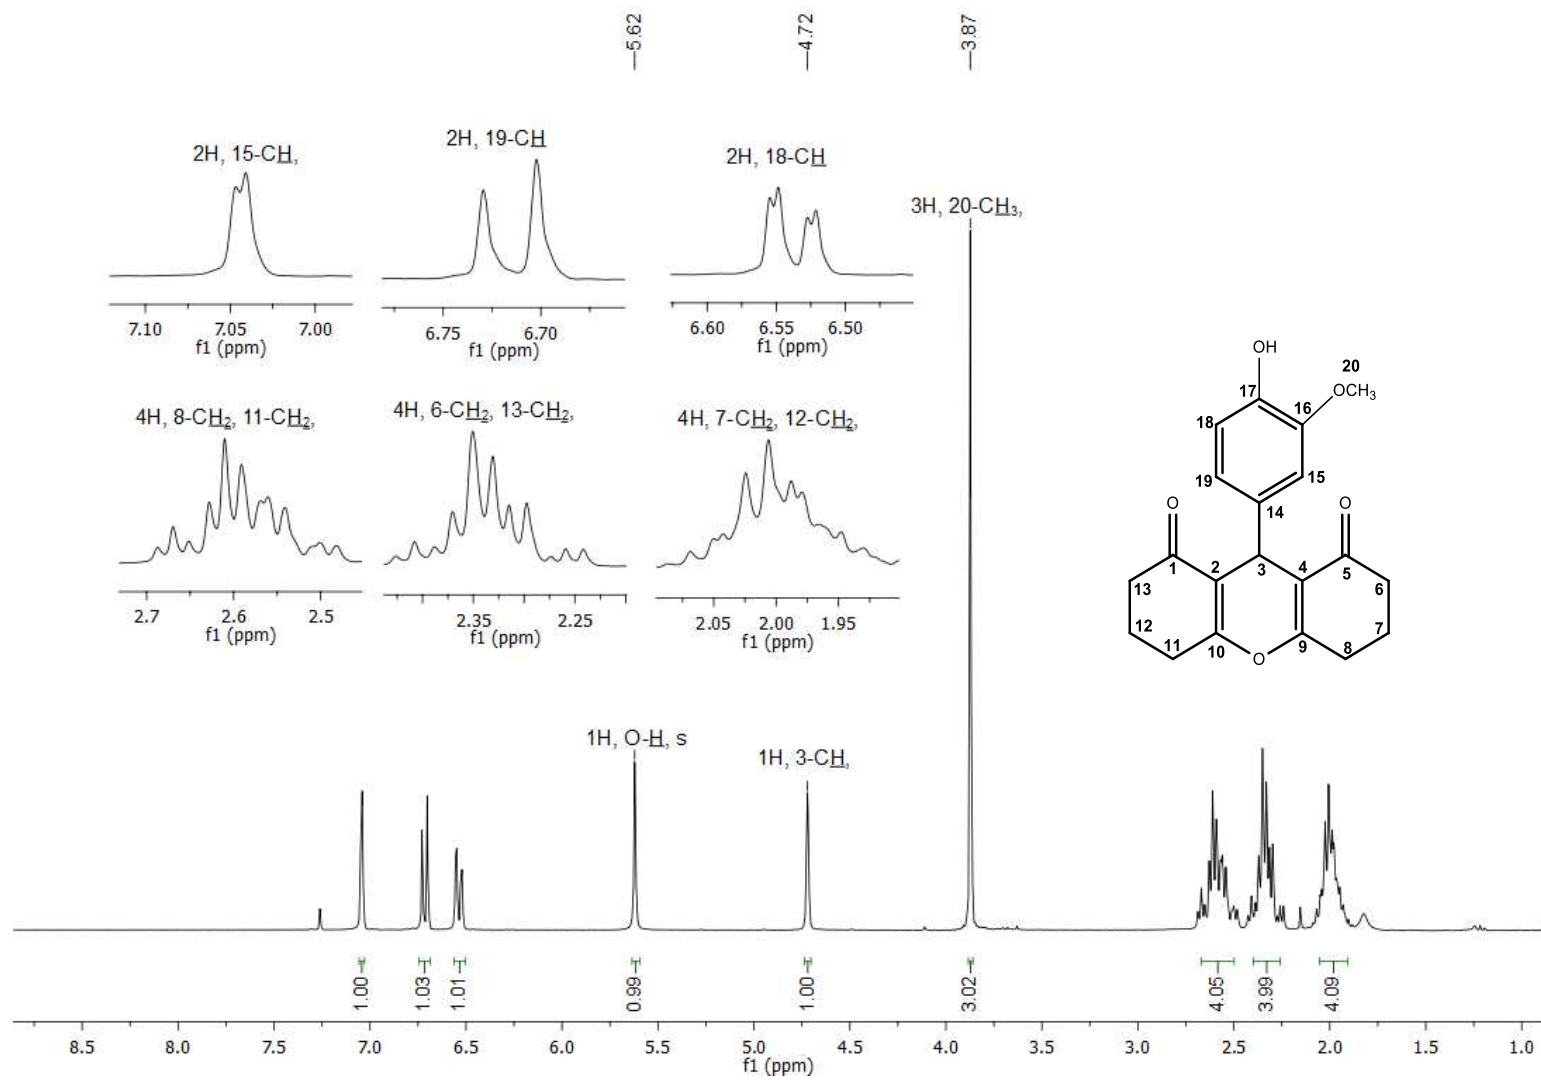 5.62
4.72
3.87
2H, 15-CH,
2H, 19-CH
2H, 18-CH
3H, 20-CH3,
7.10 7.05 7.00
f1 (ppm)
6.75 6.70
f1 (ppm)
6.60 6.55 6.50
f1 (ppm)
4H, 8-CH2, 11-CH2,
4H, 6-CH2, 13-CH2,
4H, 7-CH2, 12-CH2,
2.7 2.6 2.5
f1 (ppm)
2.35 2.25
f1 (ppm)
2.05 2.00 1.95
f1 (ppm)
OH
20
OCH3
17
16
18
15
19
14
O
O
1
2
3
4
5
13
6
12
7
11
10
O
9
8
1H, O-H, s
1H, 3-CH,
1.00
1.03
1.01
0.99
1.00
3.02
4.05
3.99
4.09
8.5 8.0 7.5 7.0 6.5 6.0 5.5 5.0 4.5 4.0 3.5 3.0 2.5 2.0 1.5 1.0
f1 (ppm)